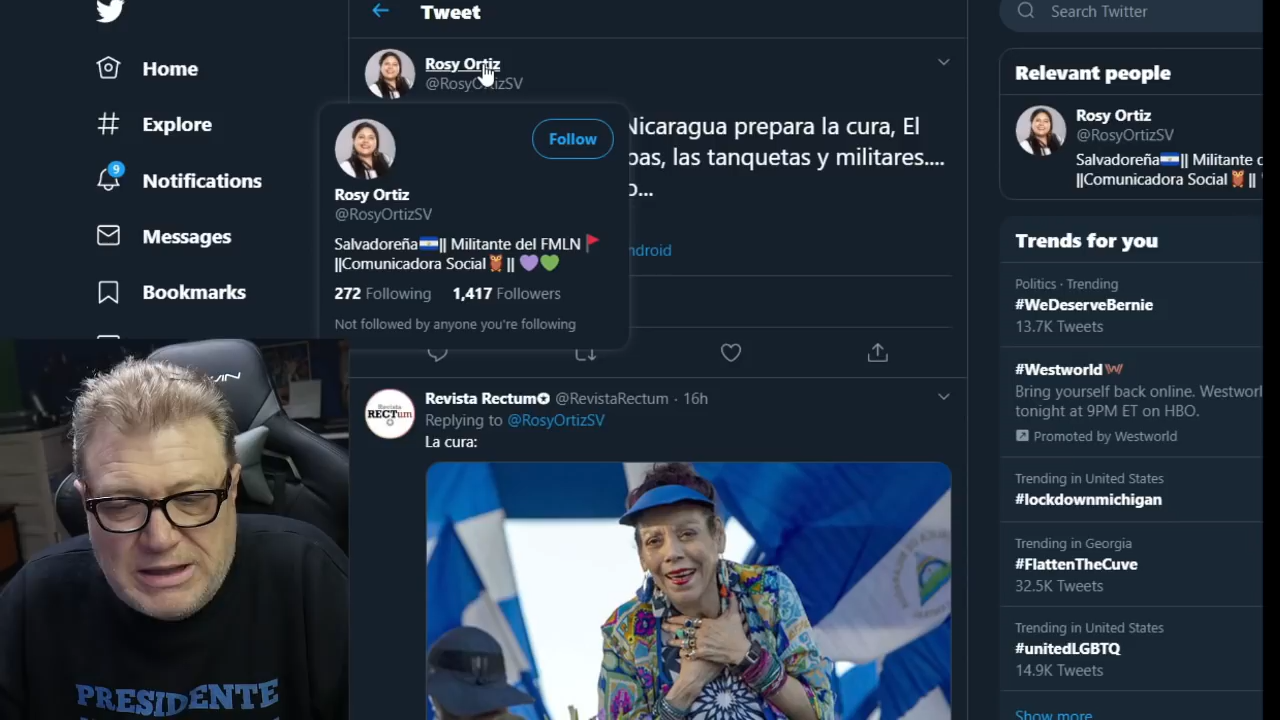 Tweet
Search Twitter
Home
Explore
Notifications
9
Messages
Bookmarks
Rosy Ortiz
@RosyOrtizSV
Nicaragua prepara la cura, El
las tanquetas y militares....
Follow
Rosy Ortiz
@RosyOrtizSV
Salvadoreña|| Militante del FMLN
||Comunicadora Social ||
272 Following 1,417 Followers
Not followed by anyone you're following
Revista Rectum @RevistaRectum · 16h
Replying to @RosyOrtizSV
La cura:
Revista
RECTum
Relevant people
Rosy Ortiz
@RosyOrtizSV
Salvadoreña|| Militante
||Comunicadora Social ||
Trends for you
Politics · Trending
#WeDeserveBernie
13.7K Tweets
#Westworld
Bring yourself back online.
tonight at 9PM ET on HBO.
Promoted by Westworld
Trending in United States
#lockdownmichigan
Trending in Georgia
#FlattenTheCuve
32.5K Tweets
Trending in United States
#unitedLGBTQ
14.9K Tweets
Show more
PRESIDENTE